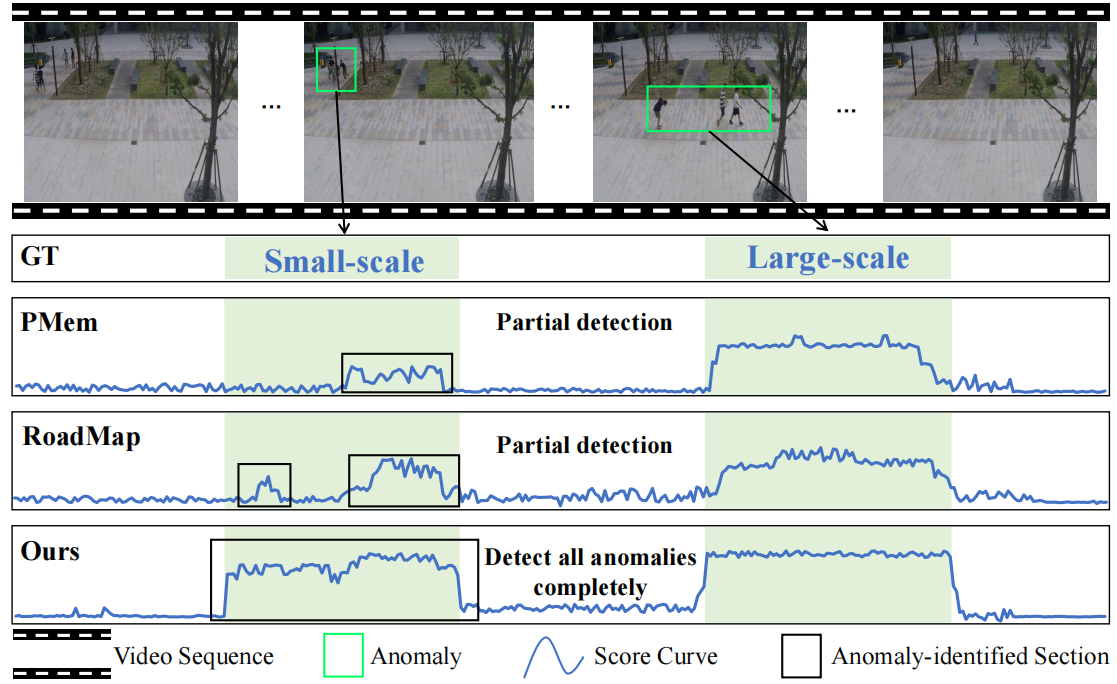 ...
...
...
GT
Small-scale
Large-scale
PMem
Partial detection
RoadMap
Partial detection
Ours
Detect all anomalies
completely
Video Sequence
Anomaly
Score Curve
Anomaly-identified Section